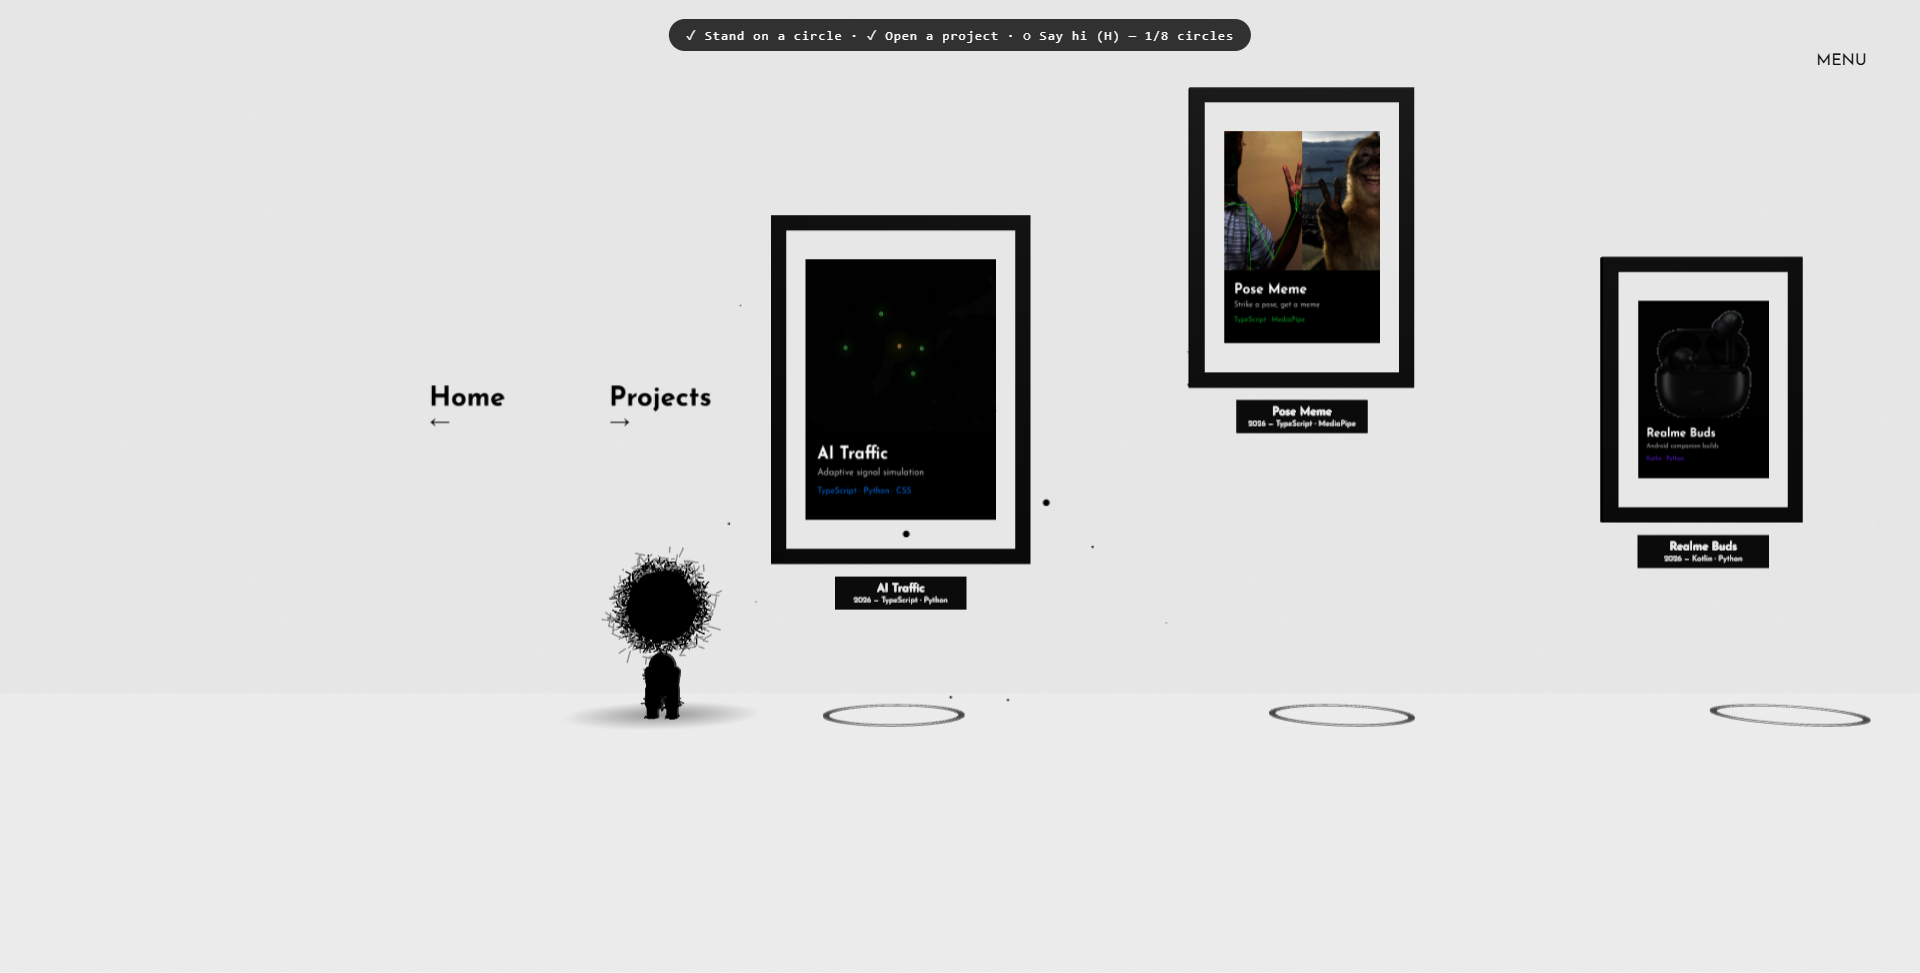 ✓ Stand on a circle · ✓ Open a project · ○ Say hi (H) — 1/8 circles
MENU
Home
←
Projects
→
AI Traffic
Adaptive signal simulation
TypeScript · Python · CSS
AI Traffic
2026 — TypeScript · Python
Pose Meme
Strike a pose, get a meme
TypeScript · MediaPipe
Pose Meme
2026 — TypeScript · MediaPipe
Realme Buds
Android companion builds
Kotlin · Python
Realme Buds
2026 — Kotlin · Python